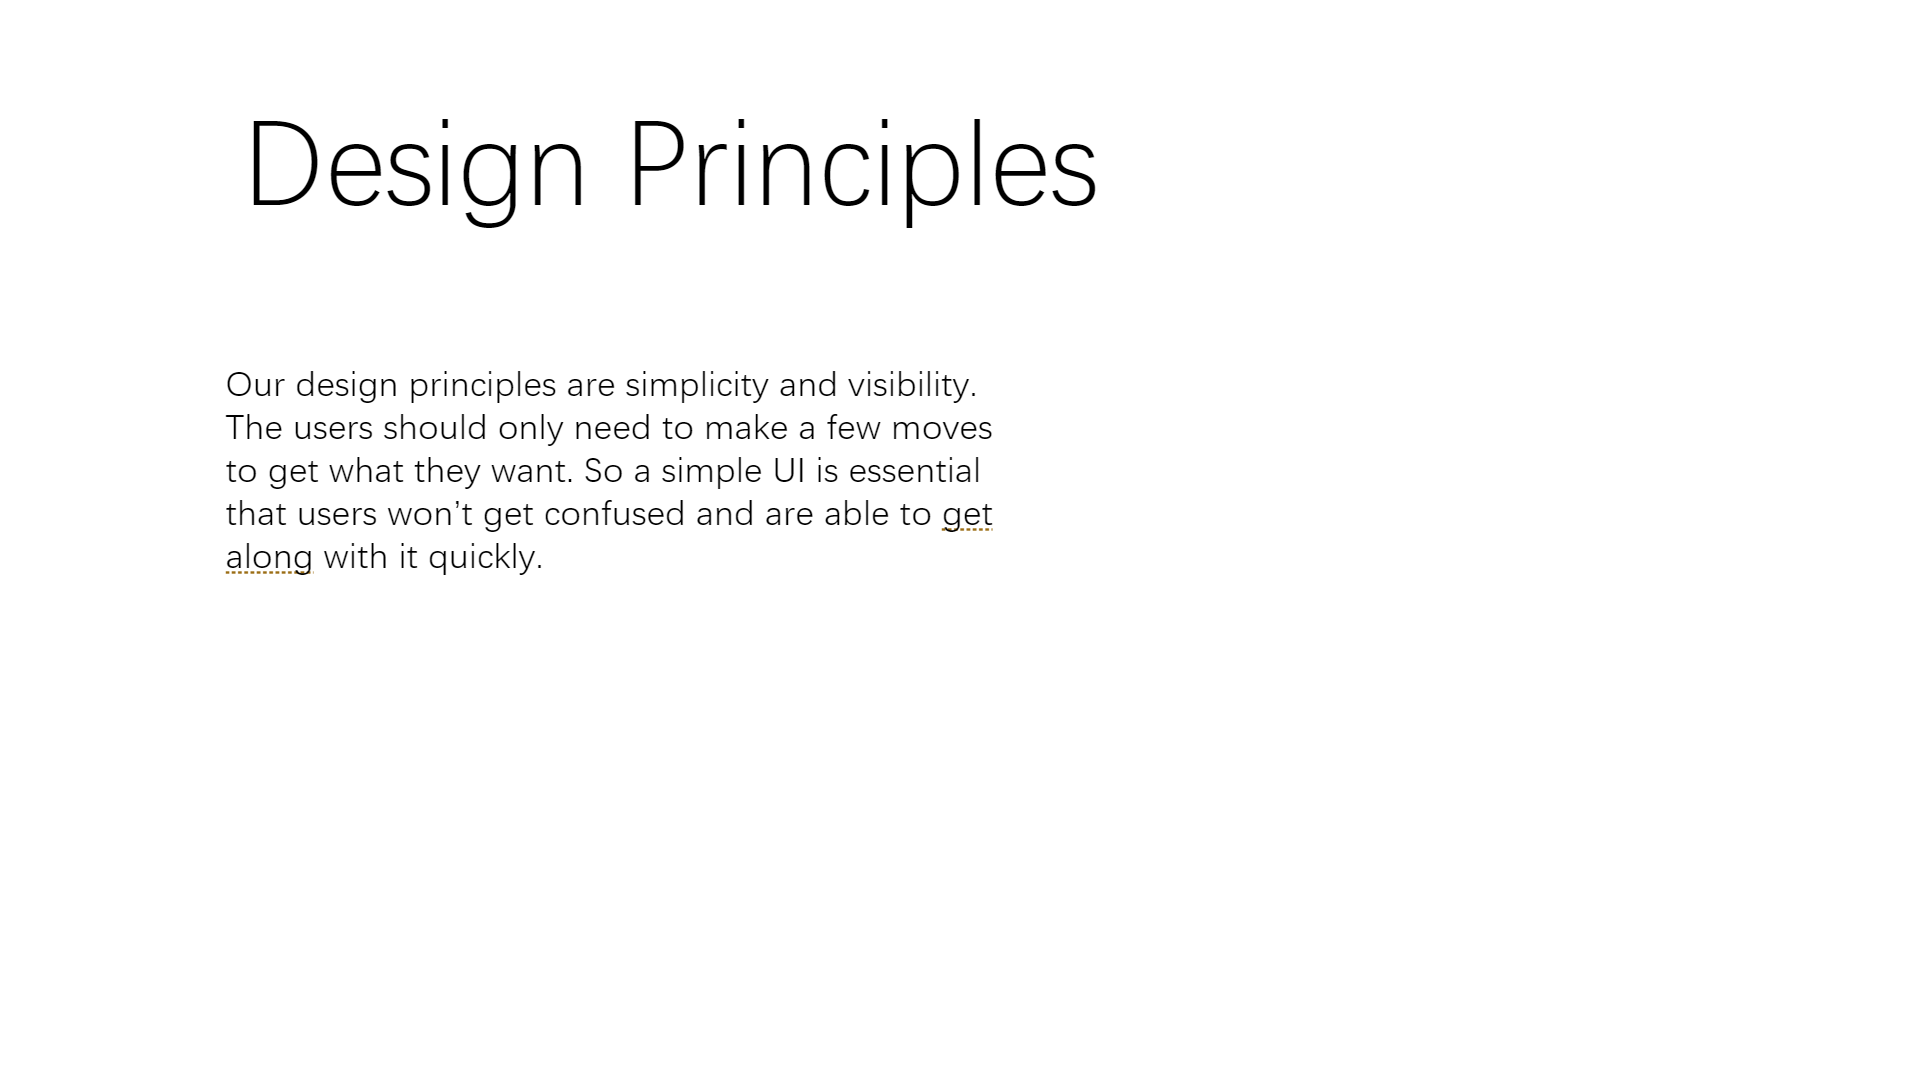 Design Principles
Our design principles are simplicity and visibility.
The users should only need to make a few moves
to get what they want. So a simple UI is essential
that users won’t get confused and are able to get
along with it quickly.